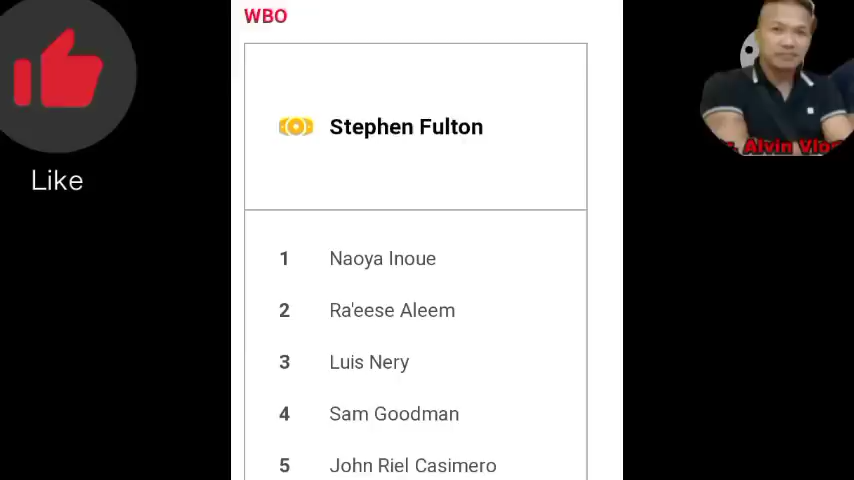 WBO
Stephen Fulton
Like
1 Naoya Inoue
2 Ra'eese Aleem
3 Luis Nery
4 Sam Goodman
5 John Riel Casimero
Alvin